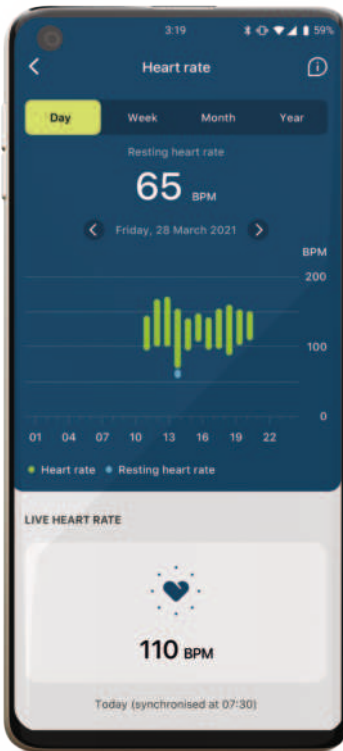 3:19 59%
Heart rate
Day Week Month Year
Resting heart rate
65 BPM
Friday, 28 March 2021
BPM
200
100
0
01 04 07 10 13 16 19 22
Heart rate Resting heart rate
LIVE HEART RATE
110 BPM
Today (synchronised at 07:30)